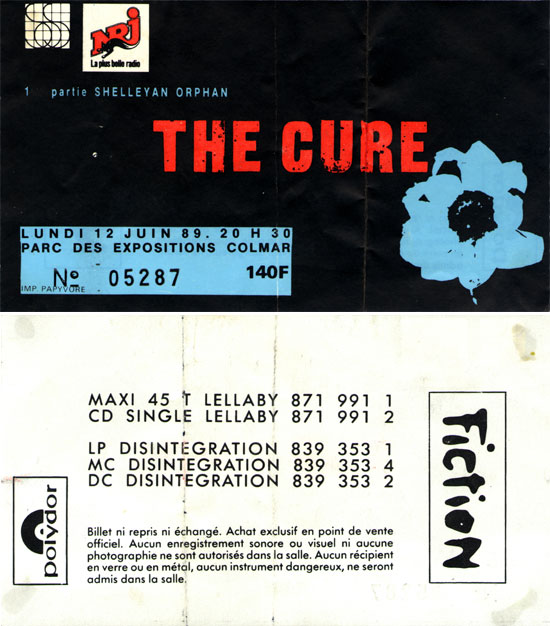 NRJ
La plus belle radio
1 partie SHELLEYAN ORPHAN
THE CURE
LUNDI 12 JUIN 89. 20 H 30
PARC DES EXPOSITIONS COLMAR
Nº 05287 140F
IMP. PAPYVORE
MAXI 45 T LELLABY 871 991 1
CD SINGLE LELLABY 871 991 2
LP DISINTEGRATION 839 353 1
MC DISINTEGRATION 839 353 4
DC DISINTEGRATION 839 353 2
Fiction
polydor
Billet ni repris ni échangé. Achat exclusif en point de vente
officiel. Aucun enregistrement sonore ou visuel ni aucune
photographie ne sont autorisés dans la salle. Aucun récipient
en verre ou en métal, aucun instrument dangereux, ne seront
admis dans la salle.